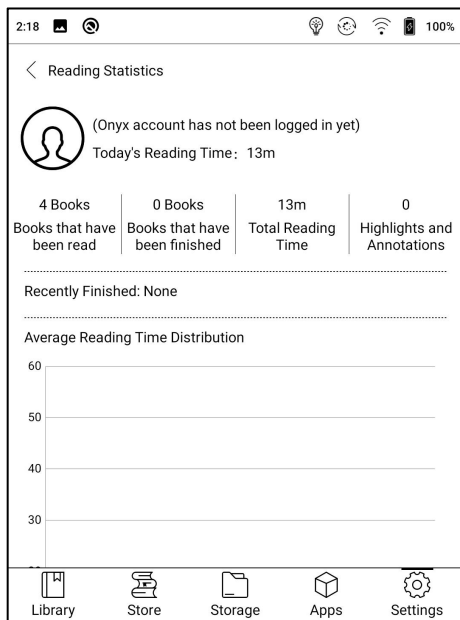 2:18 100%
Reading Statistics
(Onyx account has not been logged in yet)
Today's Reading Time： 13m
4 Books 0 Books 13m 0
Books that have Books that have Total Reading Highlights and
been read been finished Time Annotations
Recently Finished: None
Average Reading Time Distribution
60
50
40
30
Library Store Storage Apps Settings